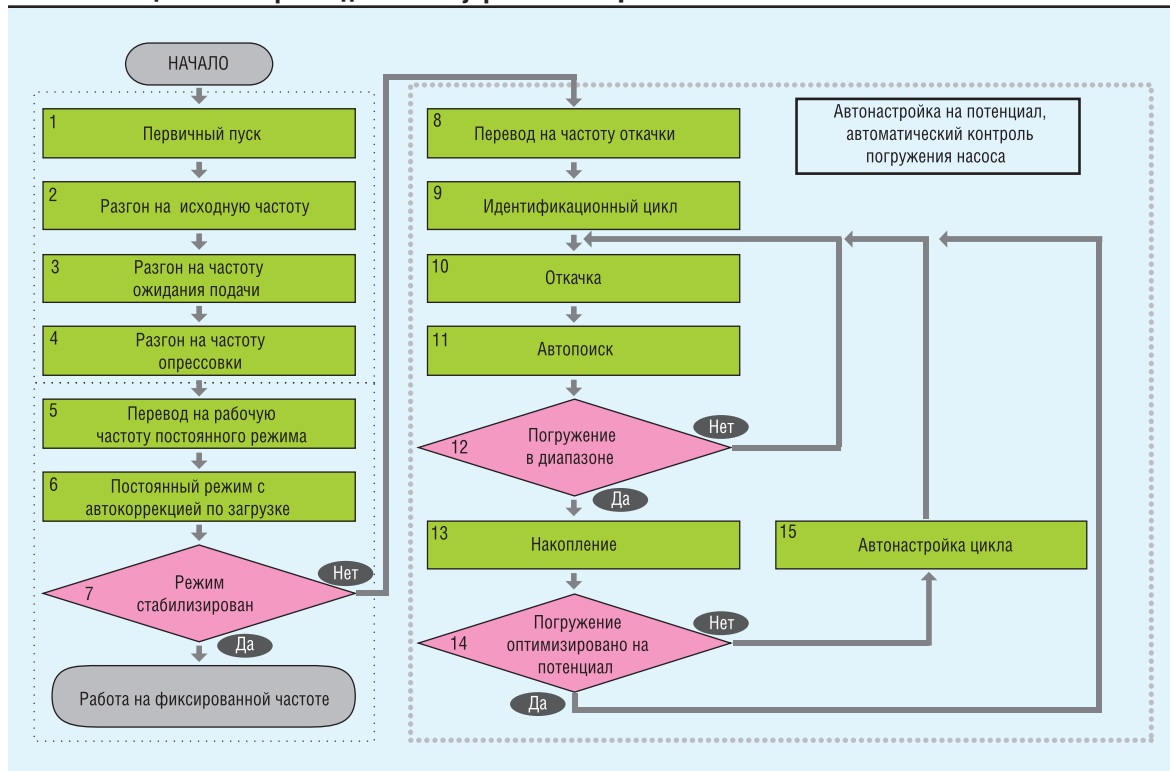 НАЧАЛО
1
Первичный пуск
2
Разгон на исходную частоту
3
Разгон на частоту
ожидания подачи
4
Разгон на частоту
опрессовки
5
Перевод на рабочую
частоту постоянного режима
6
Постоянный режим с
автокоррекцией по загрузке
7
Режим
стабилизирован
Нет
Да
Работа на фиксированной частоте
8
Перевод на частоту откачки
9
Идентификационный цикл
10
Откачка
11
Автопоиск
12
Погружение
в диапазоне
Нет
Да
13
Накопление
14
Погружение
оптимизировано на
потенциал
Нет
Да
15
Автонастройка цикла
Автонастройка на потенциал,
автоматический контроль
погружения насоса